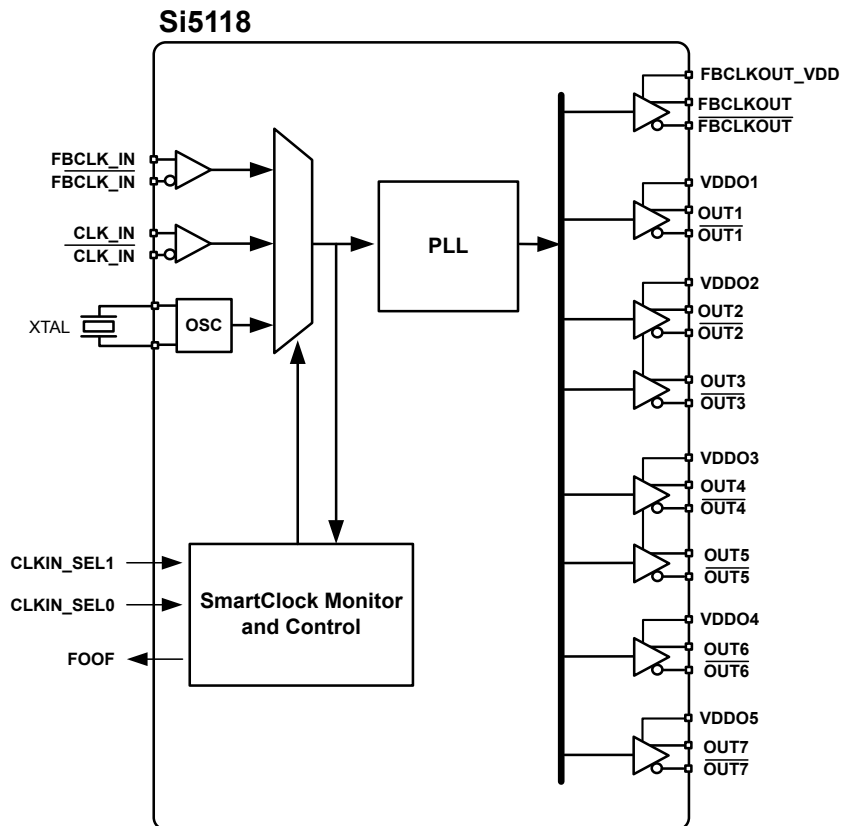 Si5118
FBCLK_IN
FBCLK_IN
CLK_IN
CLK_IN
XTAL
OSC
PLL
CLKIN_SEL1
CLKIN_SEL0
FOOF
SmartClock Monitor
and Control
FBCLKOUT_VDD
FBCLKOUT
FBCLKOUT
VDDO1
OUT1
OUT1
VDDO2
OUT2
OUT2
OUT3
OUT3
VDDO3
OUT4
OUT4
OUT5
OUT5
VDDO4
OUT6
OUT6
VDDO5
OUT7
OUT7